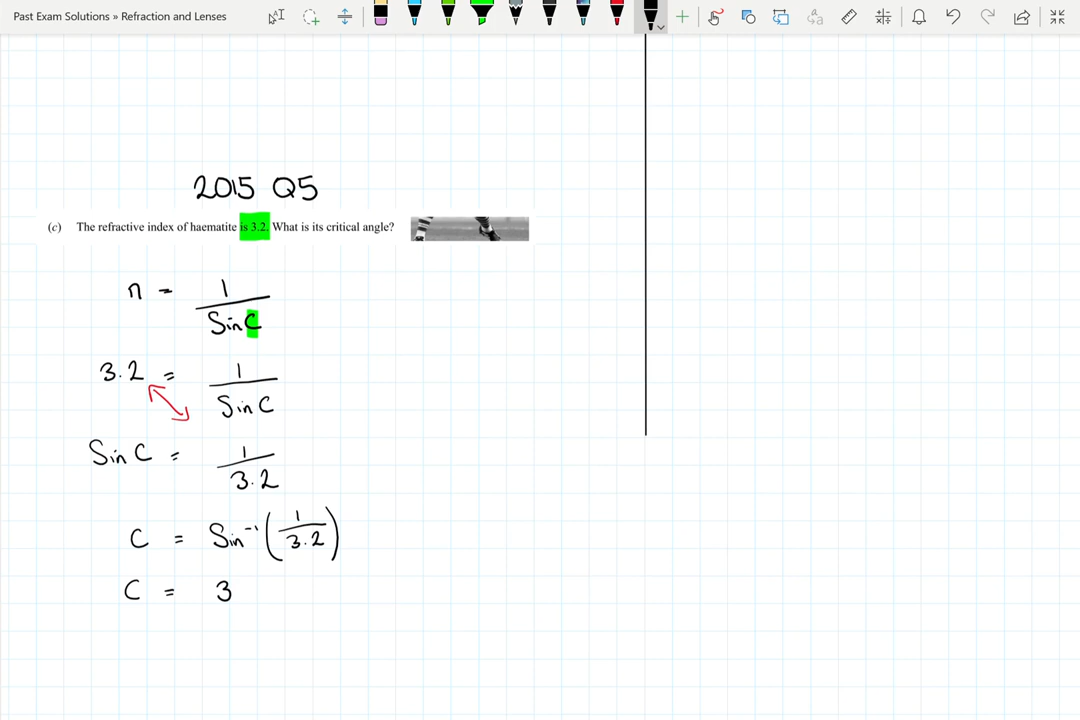 Past Exam Solutions » Refraction and Lenses
2015 Q5
(c) The refractive index of haematite is 3.2. What is its critical angle?
n = 1 / Sin C
3.2 = 1 / Sin C
Sin C = 1 / 3.2
C = Sin⁻¹ (1 / 3.2)
C = 3